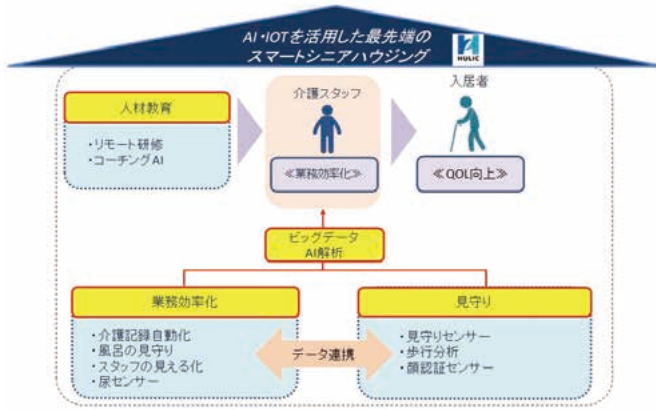 AI・IOTを活用した最先端の
スマートシニアハウジング
HULIC
人材教育
・リモート研修
・コーチングAI
介護スタッフ
≪業務効率化≫
入居者
≪QOL向上≫
ビッグデータ
AI解析
業務効率化
・介護記録自動化
・風呂の見守り
・スタッフの見える化
・尿センサー
データ連携
見守り
・見守りセンサー
・歩行分析
・顔認証センサー